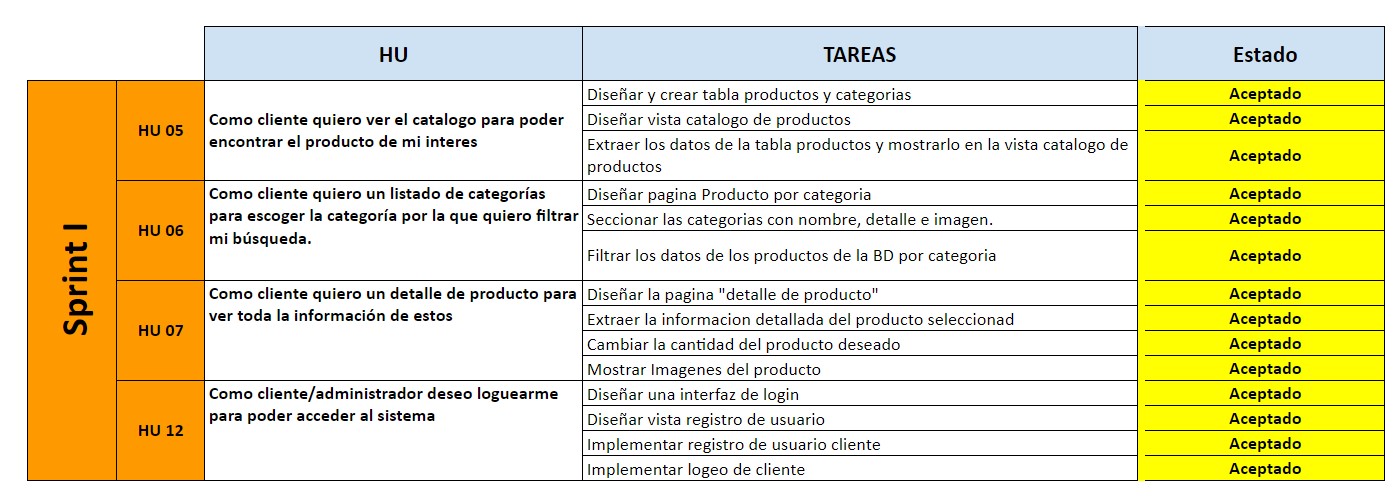 HU TAREAS Estado
Sprint I
HU 05
Como cliente quiero ver el catalogo para poder
encontrar el producto de mi interes
Diseñar y crear tabla productos y categorias Aceptado
Diseñar vista catalogo de productos Aceptado
Extraer los datos de la tabla productos y mostrarlo en la vista catalogo de
productos
Aceptado
HU 06
Como cliente quiero un listado de categorías
para escoger la categoría por la que quiero filtrar
mi búsqueda.
Diseñar pagina Producto por categoria Aceptado
Seccionar las categorias con nombre, detalle e imagen. Aceptado
Filtrar los datos de los productos de la BD por categoria Aceptado
HU 07
Como cliente quiero un detalle de producto para
ver toda la información de estos
Diseñar la pagina "detalle de producto" Aceptado
Extraer la informacion detallada del producto seleccionad Aceptado
Cambiar la cantidad del producto deseado Aceptado
Mostrar Imagenes del producto Aceptado
HU 12
Como cliente/administrador deseo loguearme
para poder acceder al sistema
Diseñar una interfaz de login Aceptado
Diseñar vista registro de usuario Aceptado
Implementar registro de usuario cliente Aceptado
Implementar logeo de cliente Aceptado